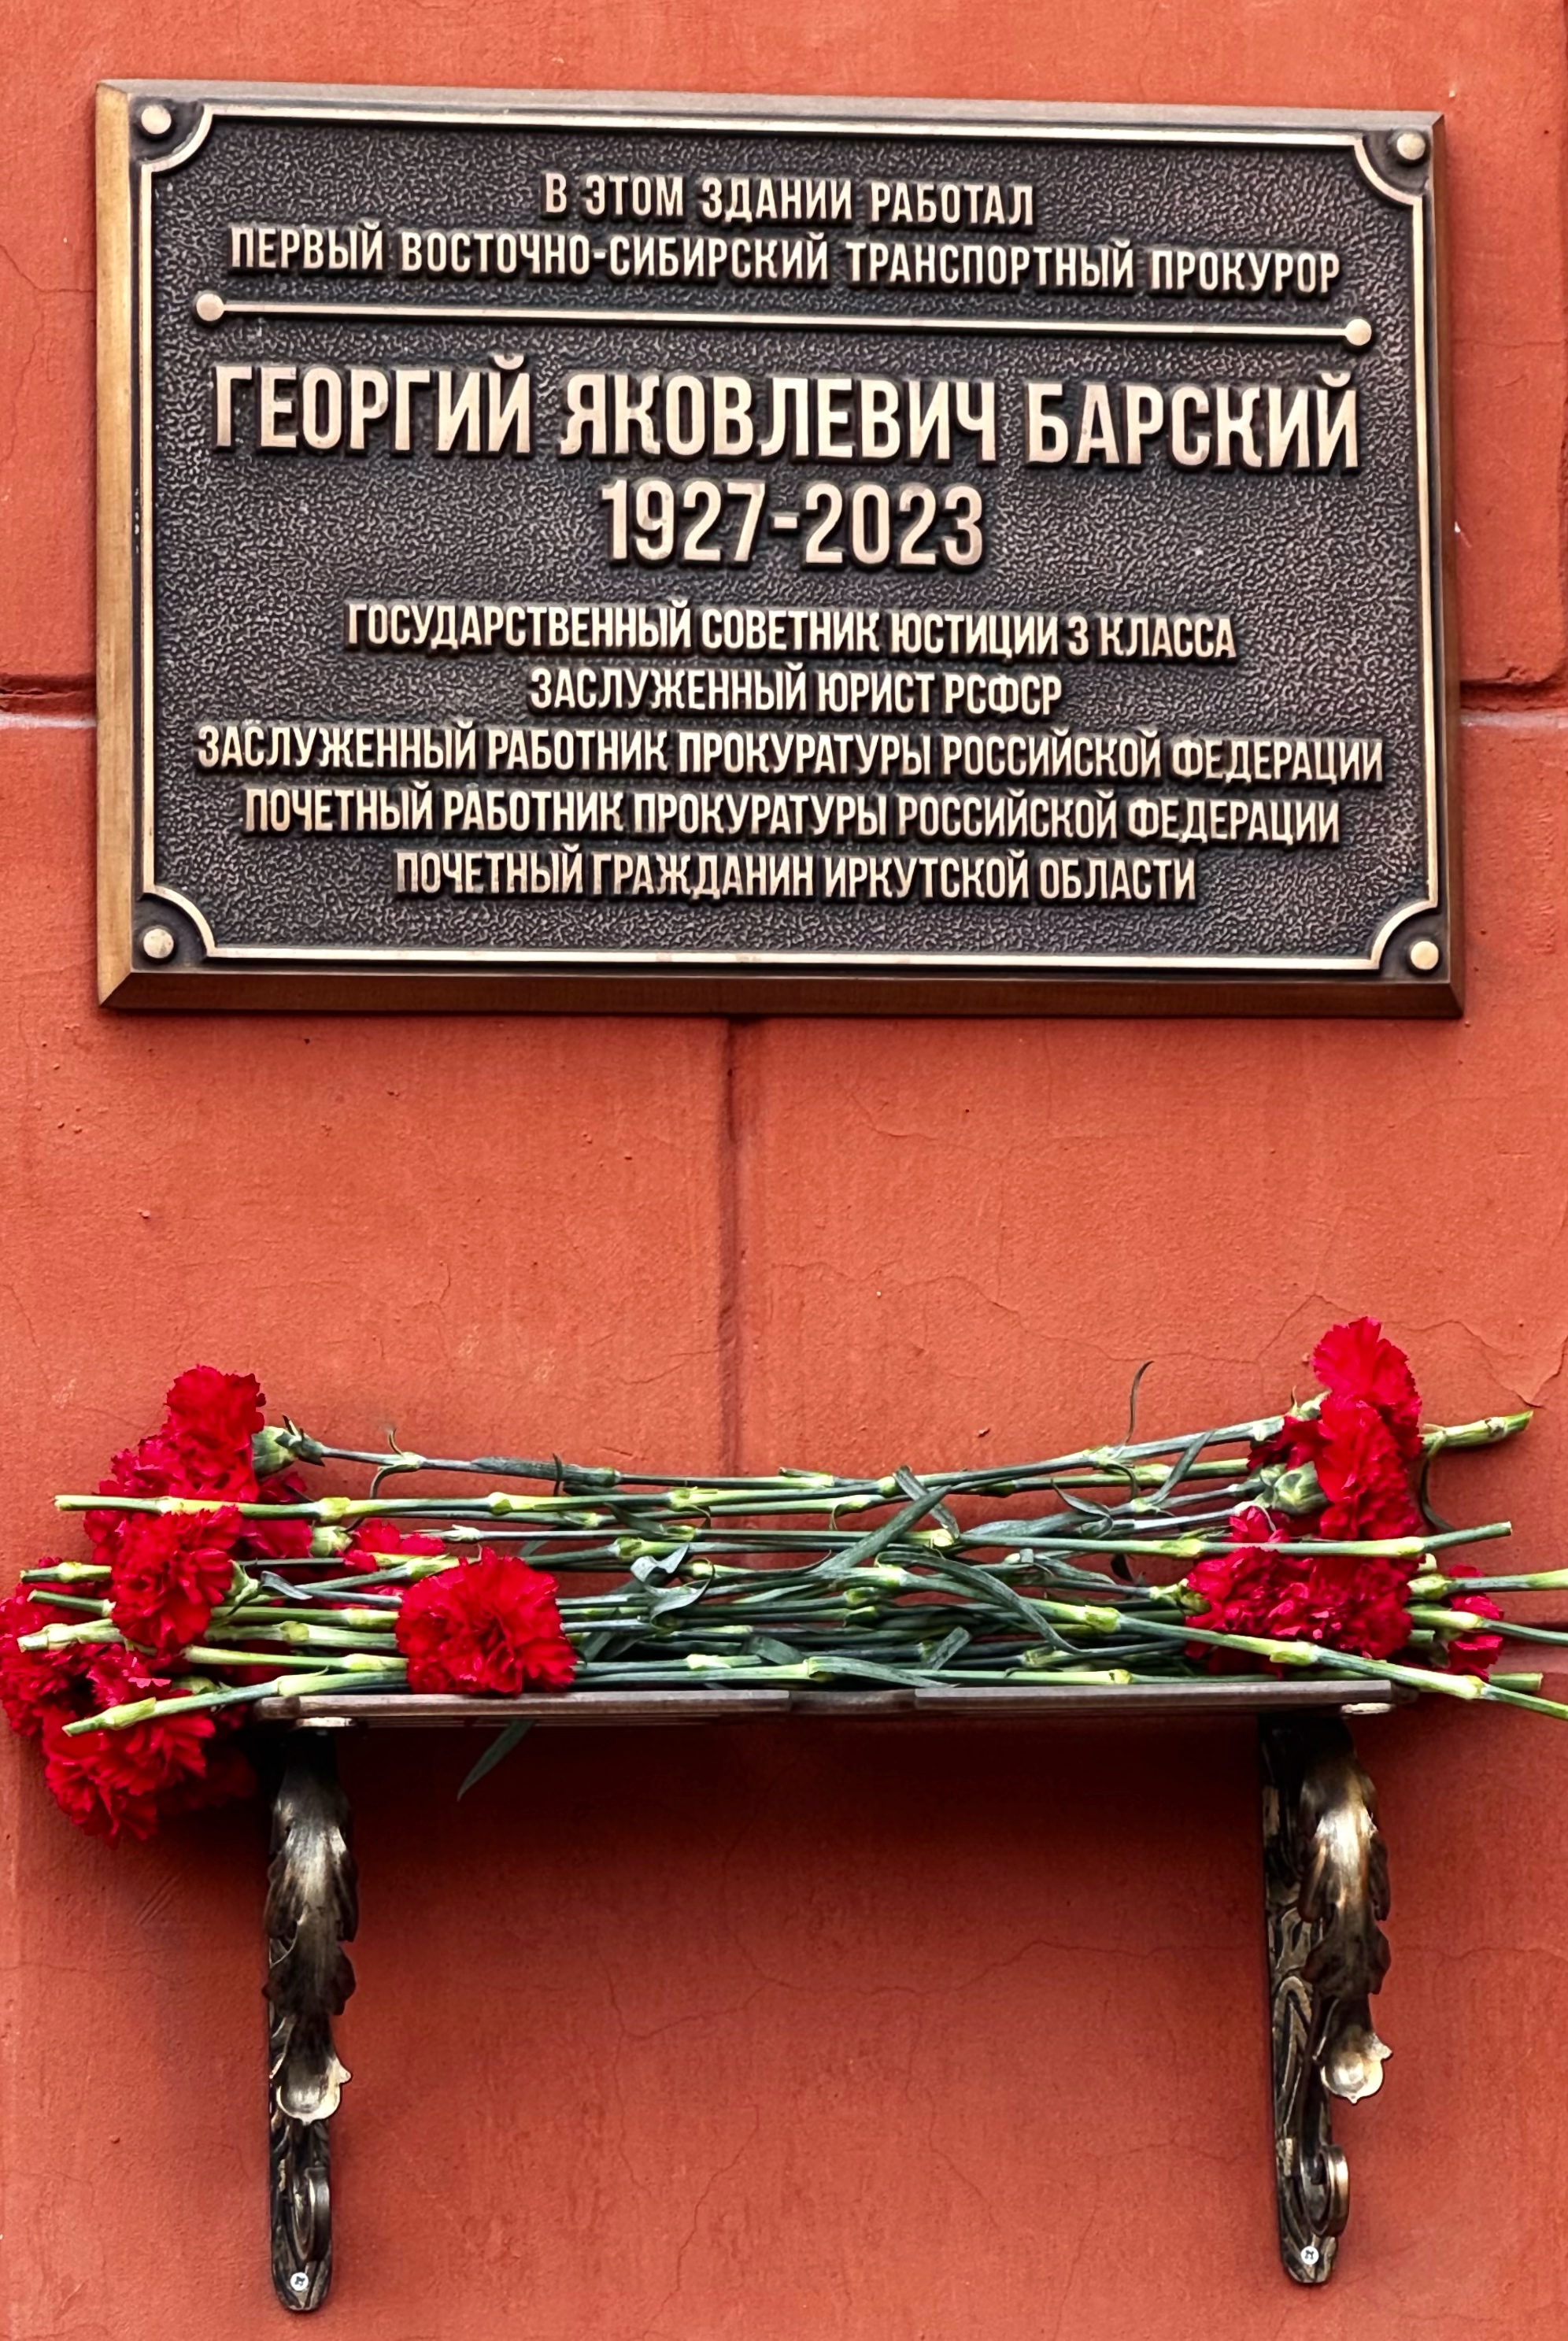 В ЭТОМ ЗДАНИИ РАБОТАЛ
ПЕРВЫЙ ВОСТОЧНО-СИБИРСКИЙ ТРАНСПОРТНЫЙ ПРОКУРОР
ГЕОРГИЙ ЯКОВЛЕВИЧ БАРСКИЙ
1927-2023
ГОСУДАРСТВЕННЫЙ СОВЕТНИК ЮСТИЦИИ 3 КЛАССА
ЗАСЛУЖЕННЫЙ ЮРИСТ РСФСР
ЗАСЛУЖЕННЫЙ РАБОТНИК ПРОКУРАТУРЫ РОССИЙСКОЙ ФЕДЕРАЦИИ
ПОЧЕТНЫЙ РАБОТНИК ПРОКУРАТУРЫ РОССИЙСКОЙ ФЕДЕРАЦИИ
ПОЧЕТНЫЙ ГРАЖДАНИН ИРКУТСКОЙ ОБЛАСТИ